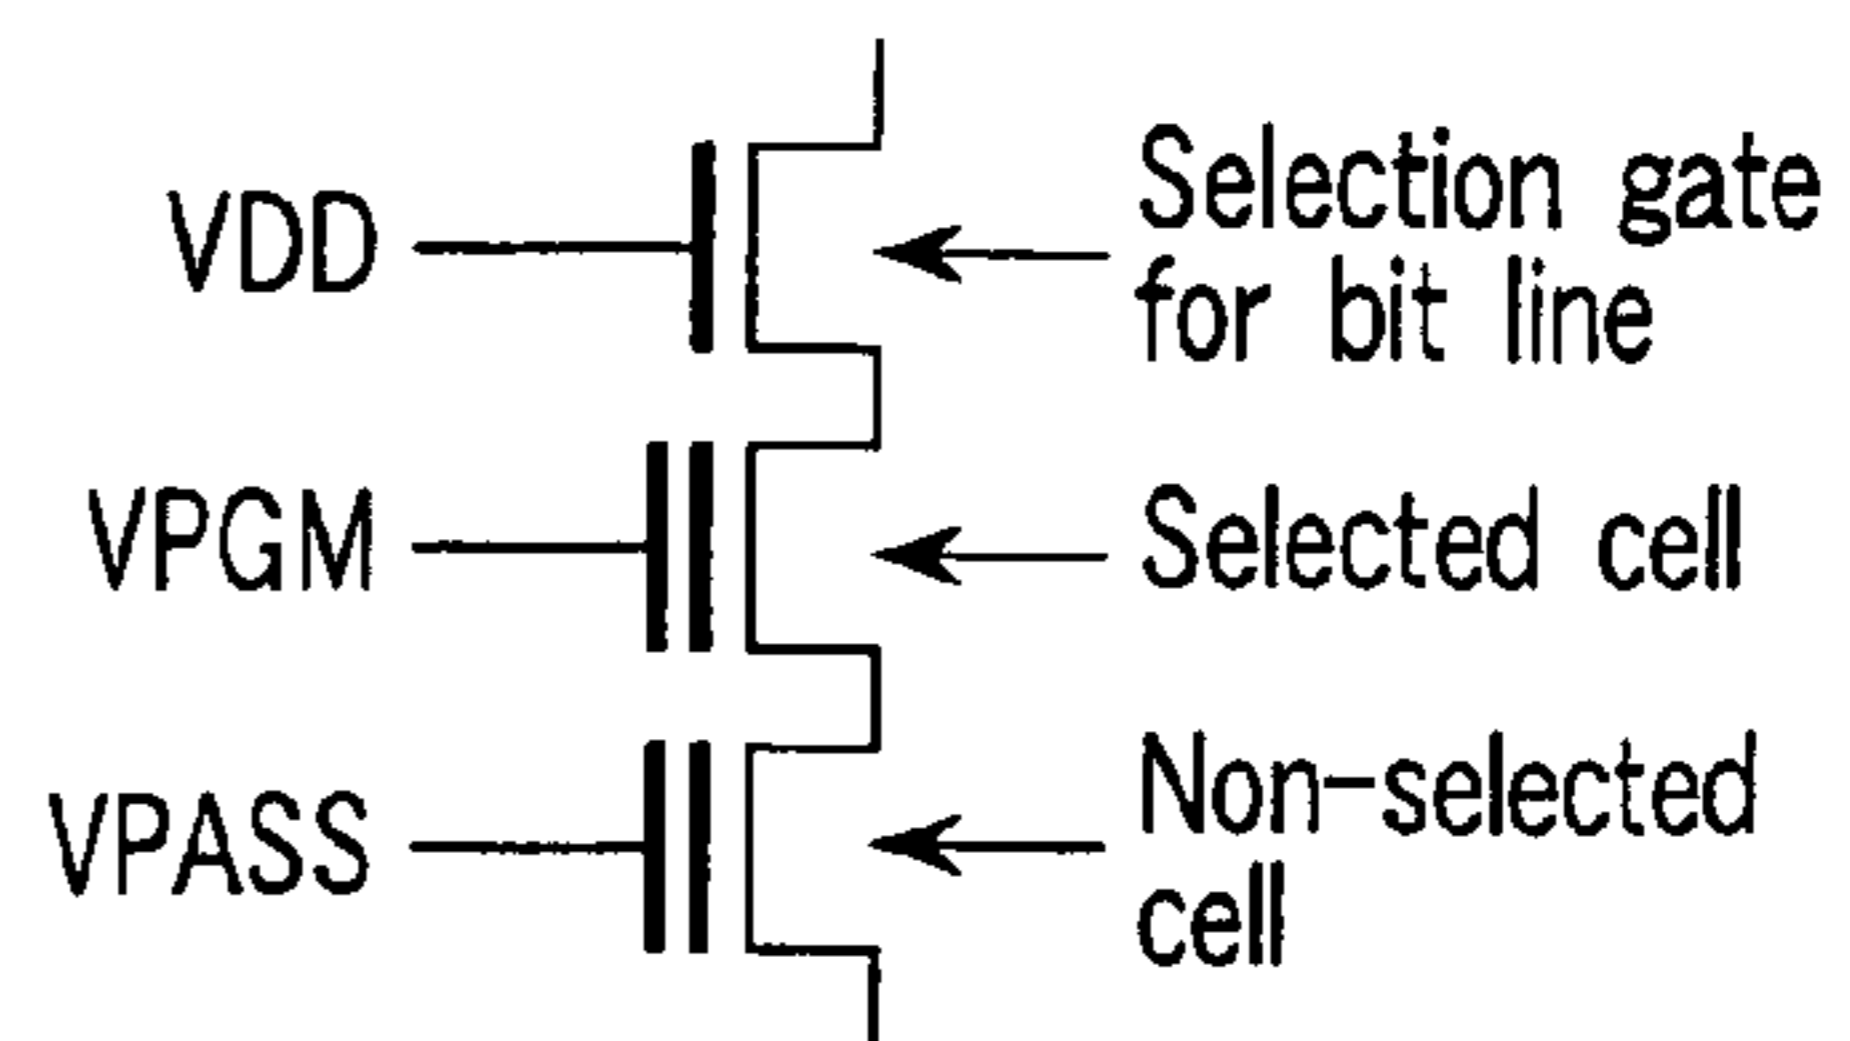 VDD
Selection gate
for bit line
VPGM
Selected cell
VPASS
Non-selected
cell